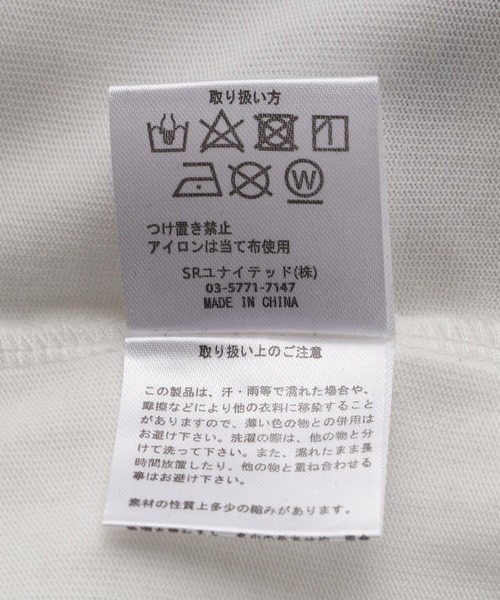 取り扱い方
W
つけ置き禁止
アイロンは当て布使用
SRユナイテッド(株)
03-5771-7147
MADE IN CHINA
取り扱い上のご注意
この製品は、汗・雨等で濡れた場合や、
摩擦などにより他の衣料に移染すること
がありますので、薄い色の物との併用は
お避け下さい。洗濯の際は、他の物と分
けて洗って下さい。また、濡れたまま長
時間放置したり、他の物と重ね合わせる
事はお避け下さい。
素材の性質上多少の縮みがあります。